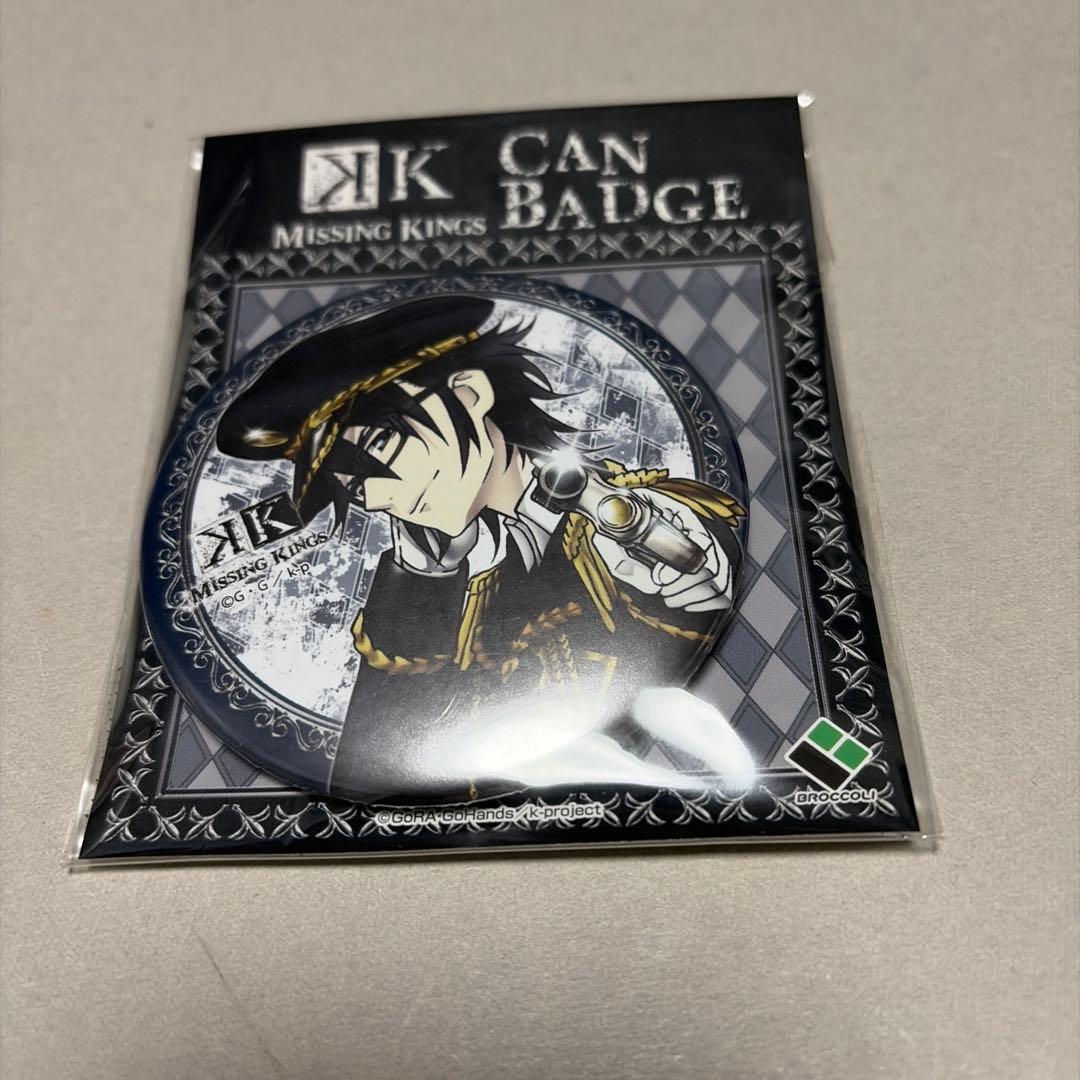 K K
MISSING KINGS
CAN
BADGE
K K
MISSING KINGS
©G・G／k-p
BROCCOLI
©GoRA・GoHands／k-project